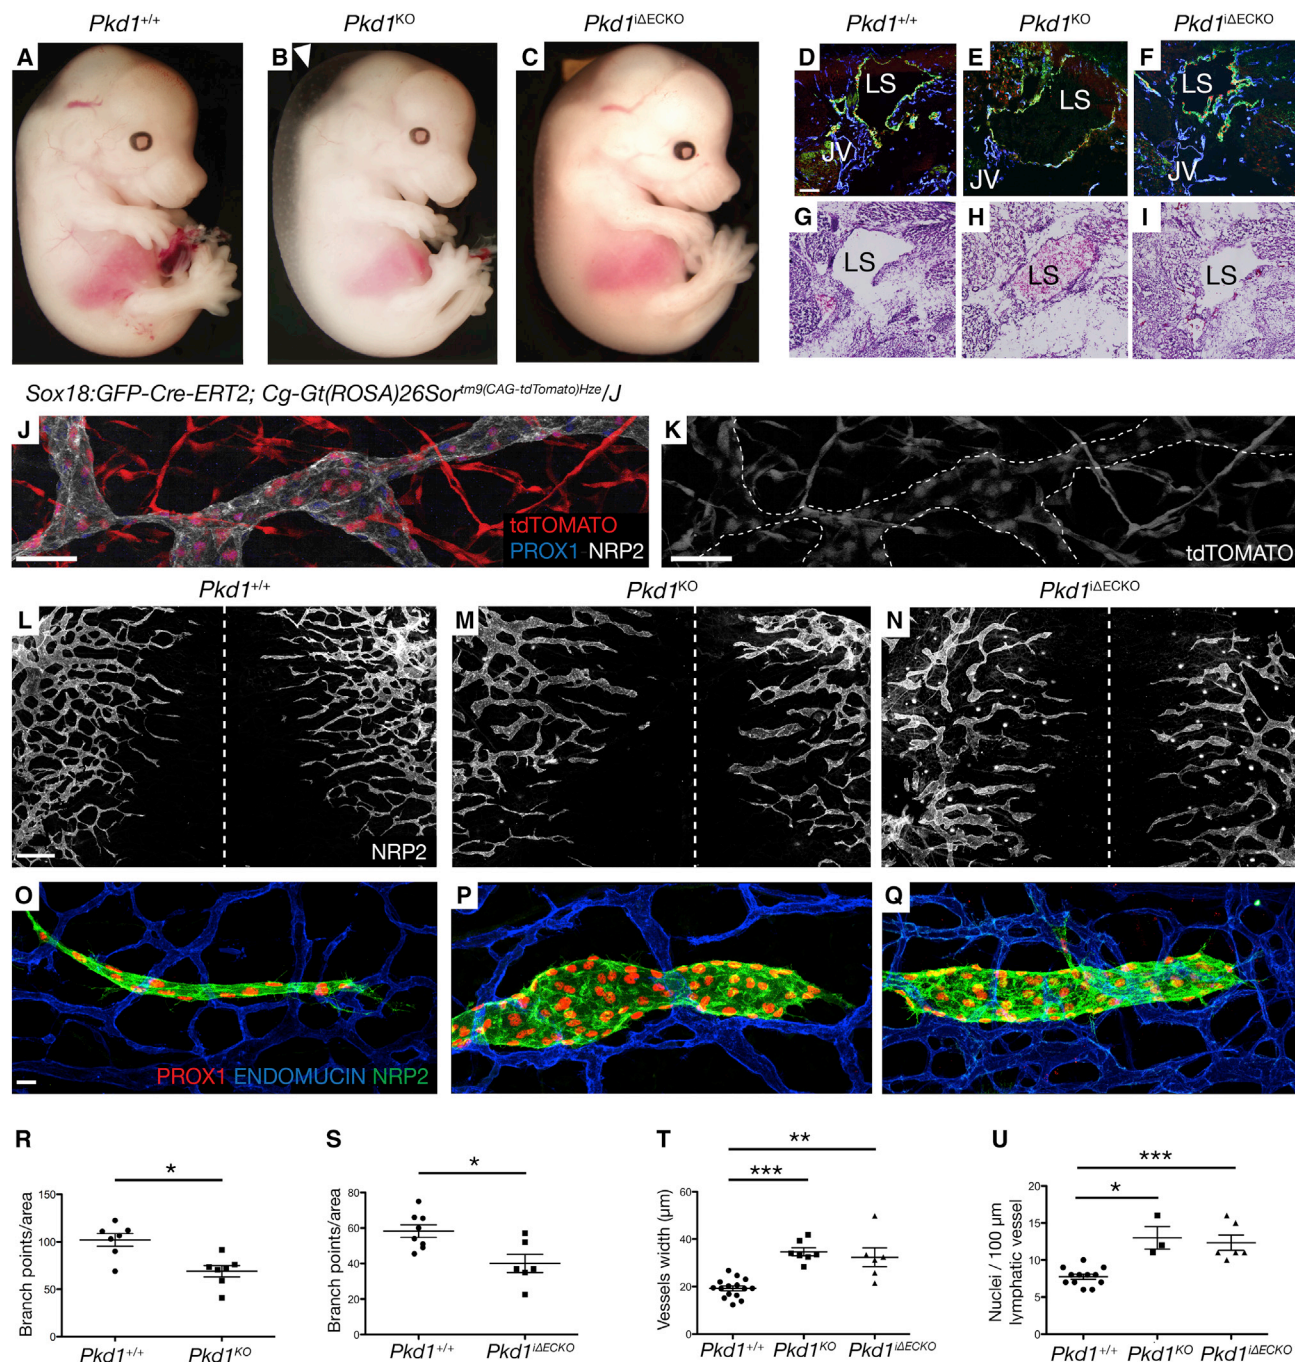 Pkd1+/+ Pkd1KO Pkd1iΔECKO Pkd1+/+ Pkd1KO Pkd1iΔECKO
A B C D E F
LS LS LS
JV JV JV
G H I
LS LS LS
Sox18:GFP-Cre-ERT2; Cg-Gt(ROSA)26Sortm9(CAG-tdTomato)Hze/J
J K
tdTOMATO
PROX1 NRP2 tdTOMATO
Pkd1+/+ Pkd1KO Pkd1iΔECKO
L M N
NRP2
O P Q
PROX1 ENDOMUCIN NRP2
R
*
Branch points/area
150
100
50
0
Pkd1+/+ Pkd1KO
S
*
Branch points/area
80
60
40
20
0
Pkd1+/+ Pkd1iΔECKO
T
**
***
Vessels width (μm)
60
40
20
0
Pkd1+/+ Pkd1KO Pkd1iΔECKO
U
***
*
Nuclei / 100 μm
lymphatic vessel
20
15
10
5
0
Pkd1+/+ Pkd1KO Pkd1iΔECKO